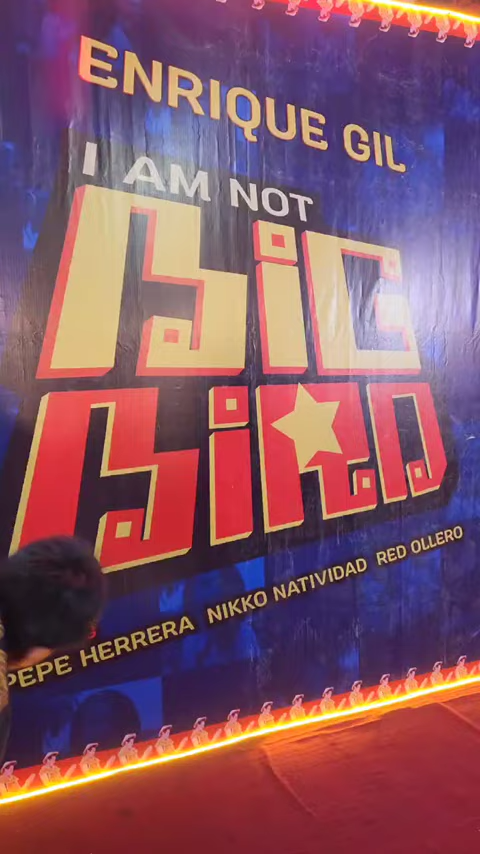 ENRIQUE GIL
I AM NOT
BIG
BIRD
PEPE HERRERA NIKKO NATIVIDAD RED OLLERO